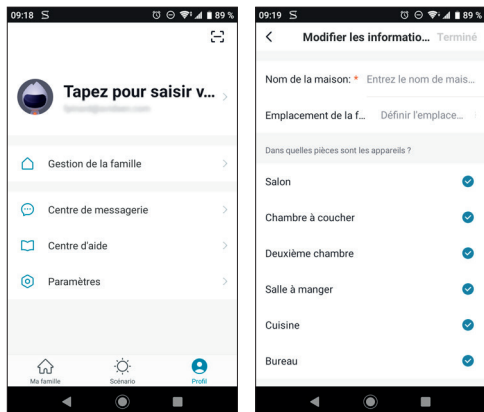 09:18 S 89 %
Tapez pour saisir v...
Gestion de la famille
Centre de messagerie
Centre d'aide
Paramètres
Ma famille Scénario Profil
09:19 S 89 %
Modifier les informatio... Terminé
Nom de la maison: * Entrez le nom de mais...
Emplacement de la f... Définir l'emplace...
Dans quelles pièces sont les appareils ?
Salon
Chambre à coucher
Deuxième chambre
Salle à manger
Cuisine
Bureau